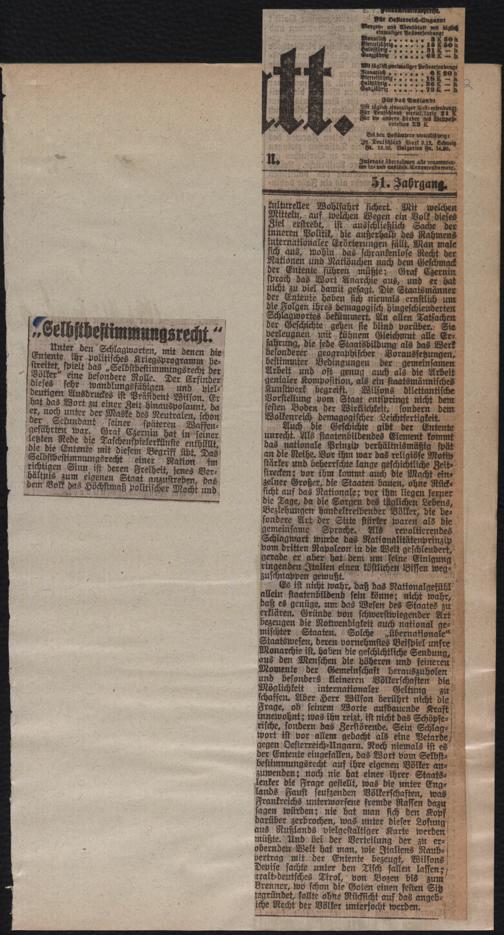 Für Oesterreich-Ungarn
Für das Ausland:
tt.
n.
51. Jahrgang.
„Selbstbestimmungsrecht."
Unter den Schlagworten, mit denen die
Entente ihr politisches Kriegsprogramm be-
streitet, spielt das „Selbstbestimmungsrecht der
Völker" eine besondere Rolle. Der Erfinder
dieses sehr wandlungsfähigen und viel-
deutigen Ausdruckes ist Präsident Wilson. Er
hat das Wort zu einer Zeit hinausposaunt, da
er, noch unter der Maske des Neutralen, schon
der Sekundant seiner späteren Waffen-
gefährten war. Graf Czernin hat in seiner
letzten Rede die Taschenspielerkünste enthüllt,
die die Entente mit diesem Begriff übt. Das
Selbstbestimmungsrecht einer Nation im
richtigen Sinn ist deren Freiheit, jenes Ver-
hältnis zum eigenen Staat anzustreben, das
dem Volk das Höchstmaß politischer Macht und
kultureller Wohlfahrt sichert. Mit welchen
Mitteln, auf welchen Wegen ein Volk dieses
Ziel erstrebt, ist ausschließlich Sache der
inneren Politik, die außerhalb des Rahmens
internationaler Erörterungen fällt. Man male
sich aus, wohin das schrankenlose Recht der
Nationen und Natiönchen nach dem Geschmack
der Entente führen müßte; Graf Czernin
sprach das Wort Anarchie aus, und er hat
nicht zu viel damit gesagt. Die Staatsmänner
der Entente haben sich niemals ernstlich um
die Folgen ihres demagogisch hingeschleuderten
Schlagwortes bekümmert. An allen Tatsachen
der Geschichte gehen sie blind vorüber. Sie
verleugnen mit kühnem Gleichmut alle Er-
fahrung, die jede Staatsbildung als das Werk
besonderer geographischer Voraussetzungen,
bestimmter Bedingungen der gemeinsamen
Arbeit und oft genug auch als die Arbeit
genialer Komposition, als ein staatsmännisches
Kunstwerk begreift. Wilsons dilettantische
Vorstellung vom Staat entspringt nicht dem
festen Boden der Wirklichkeit, sondern dem
Wolkenreich demagogischer Leichtfertigkeit.
Auch die Geschichte gibt der Entente
unrecht. Als staatenbildendes Element kommt
das nationale Prinzip verhältnismäßig spät
an die Reihe. Vor ihm war das religiöse Motiv
stärker und beherrschte lange geschichtliche Zeit-
strecken; vor ihm kommt auch die Macht ein-
zelner Großer, die Staaten bauen, ohne Rück-
sicht auf das Nationale; vor ihm liegen ferner
die Tage, da die Sorgen des täglichen Lebens,
Beziehungen handeltreibender Völker, die be-
sondere Art der Sitte stärker waren als die
gemeinsame Sprache. Als revoltierendes
Schlagwort wurde das Nationalitätenprinzip
vom dritten Napoleon in die Welt geschleudert,
gerade er aber hat dem um seine Einigung
ringenden Italien einen köstlichen Bissen weg-
zuschnappen gewußt.
Es ist nicht wahr, daß das Nationalgefühl
allein staatenbildend sein könne; nicht wahr,
daß es genüge, um das Wesen des Staates zu
erklären. Gründe von schwerstwiegender Art
bezeugen die Notwendigkeit auch national ge-
mischter Staaten. Solche „übernationale"
Staatswesen, deren vornehmstes Beispiel unsre
Monarchie ist, haben die geschichtliche Sendung,
aus den Menschen die höheren und feineren
Momente der Gemeinschaft herauszuholen
und besonders kleineren Völkerschaften die
Möglichkeit internationaler Geltung zu
schaffen. Aber Herr Wilson berührt nicht die
Frage, ob seinem Worte aufbauende Kraft
innewohnt; was ihn reizt, ist nicht das Schöpfe-
rische, sondern das Zerstörende. Sein Schlag-
wort ist vor allem gedacht als eine Petarde
gegen Oesterreich-Ungarn. Noch niemals ist es
der Entente eingefallen, das Wort vom Selbst-
bestimmungsrecht auf ihre eigenen Völker an-
zuwenden; noch nie hat einer ihrer Staats-
lenker die Frage gestellt, was die unter Eng-
lands Faust seufzenden Völkerschaften, was
Frankreichs unterworfene fremde Rassen dazu
sagen würden; nie hat man sich den Kopf
darüber zerbrochen, was unter dieser Losung
aus Rußlands vielgestaltiger Karte werden
müßte. Und bei der Verteilung der zu er-
obernden Welt hat man, wie Italiens Raub-
vertrag mit der Entente bezeugt, Wilsons
Devise sachte unter den Tisch fallen lassen;
uralt-deutsches Tirol, von Bozen bis zum
Brenner, wo schon die Goten einen festen Sitz
gegründet, sollte ohne Rücksicht auf das angeb-
liche Recht der Völker unterjocht werden.